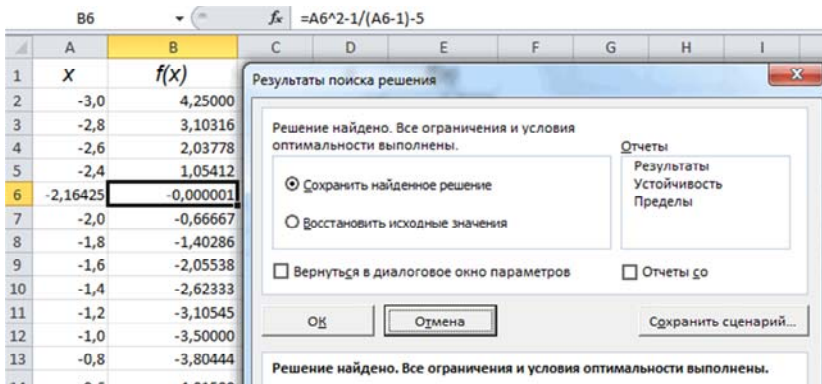 B6 fx =A6^2-1/(A6-1)-5
A B C D E F G H I
1 x f(x)
2 -3,0 4,25000
3 -2,8 3,10316
4 -2,6 2,03778
5 -2,4 1,05412
6 -2,16425 -0,000001
7 -2,0 -0,66667
8 -1,8 -1,40286
9 -1,6 -2,05538
10 -1,4 -2,62333
11 -1,2 -3,10545
12 -1,0 -3,50000
13 -0,8 -3,80444
Результаты поиска решения
Решение найдено. Все ограничения и условия
оптимальности выполнены.
Отчеты
Результаты
Устойчивость
Пределы
Сохранить найденное решение
Восстановить исходные значения
Вернуться в диалоговое окно параметров
Отчеты со
ОК
Отмена
Сохранить сценарий...
Решение найдено. Все ограничения и условия оптимальности выполнены.